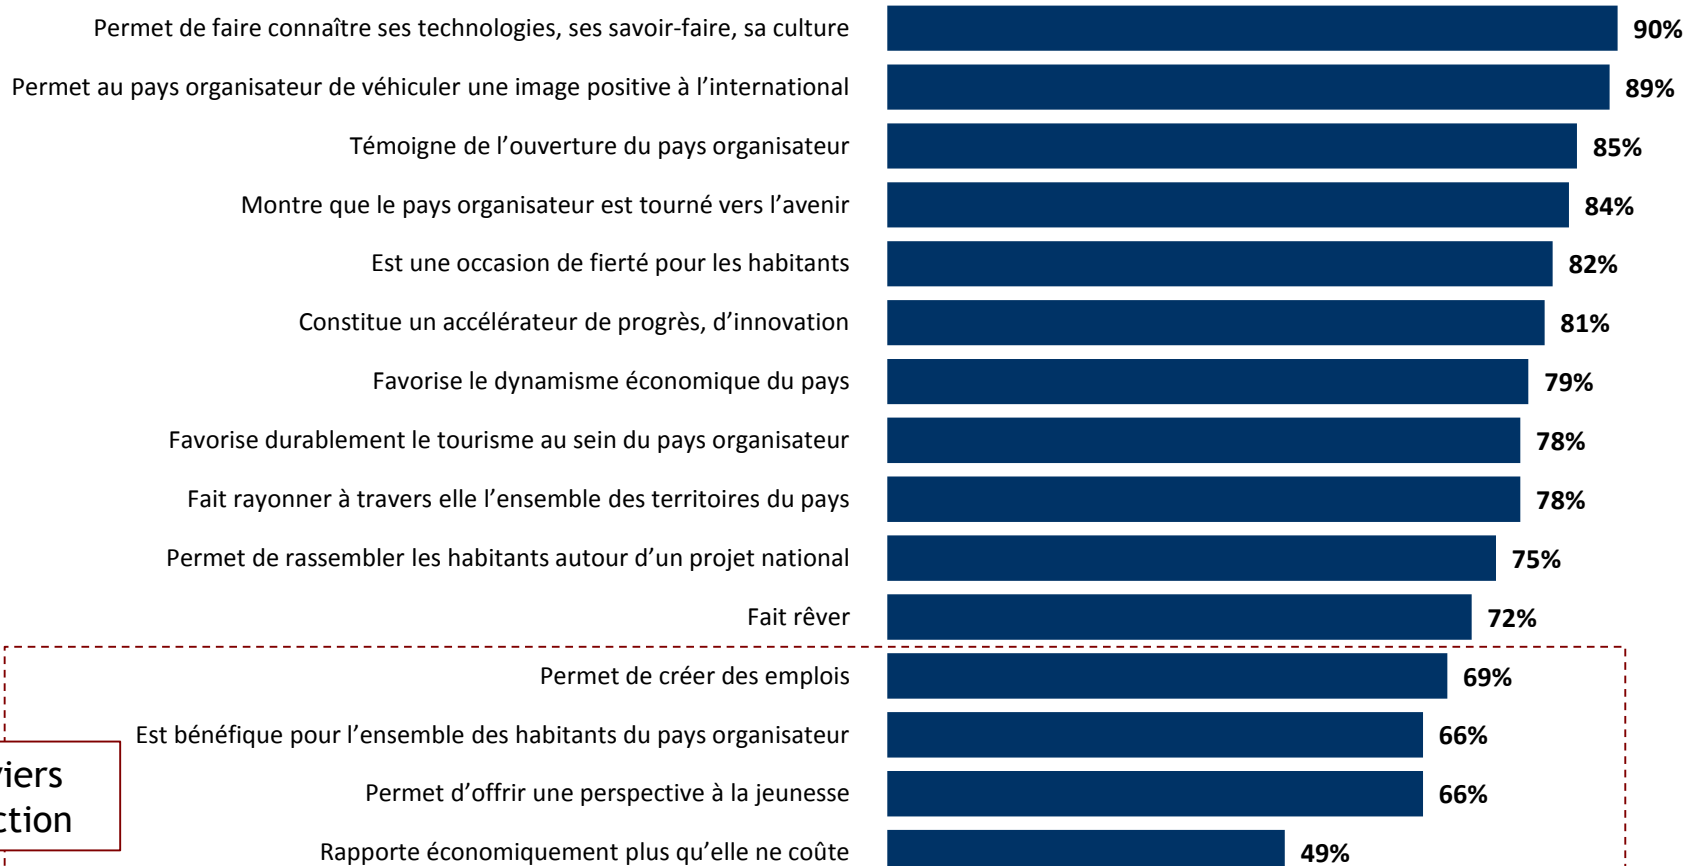 Permet de faire connaître ses technologies, ses savoir-faire, sa culture 90%
Permet au pays organisateur de véhiculer une image positive à l’international 89%
Témoigne de l’ouverture du pays organisateur 85%
Montre que le pays organisateur est tourné vers l’avenir 84%
Est une occasion de fierté pour les habitants 82%
Constitue un accélérateur de progrès, d’innovation 81%
Favorise le dynamisme économique du pays 79%
Favorise durablement le tourisme au sein du pays organisateur 78%
Fait rayonner à travers elle l’ensemble des territoires du pays 78%
Permet de rassembler les habitants autour d’un projet national 75%
Fait rêver 72%
Permet de créer des emplois 69%
Est bénéfique pour l’ensemble des habitants du pays organisateur 66%
Permet d’offrir une perspective à la jeunesse 66%
Rapporte économiquement plus qu’elle ne coûte 49%